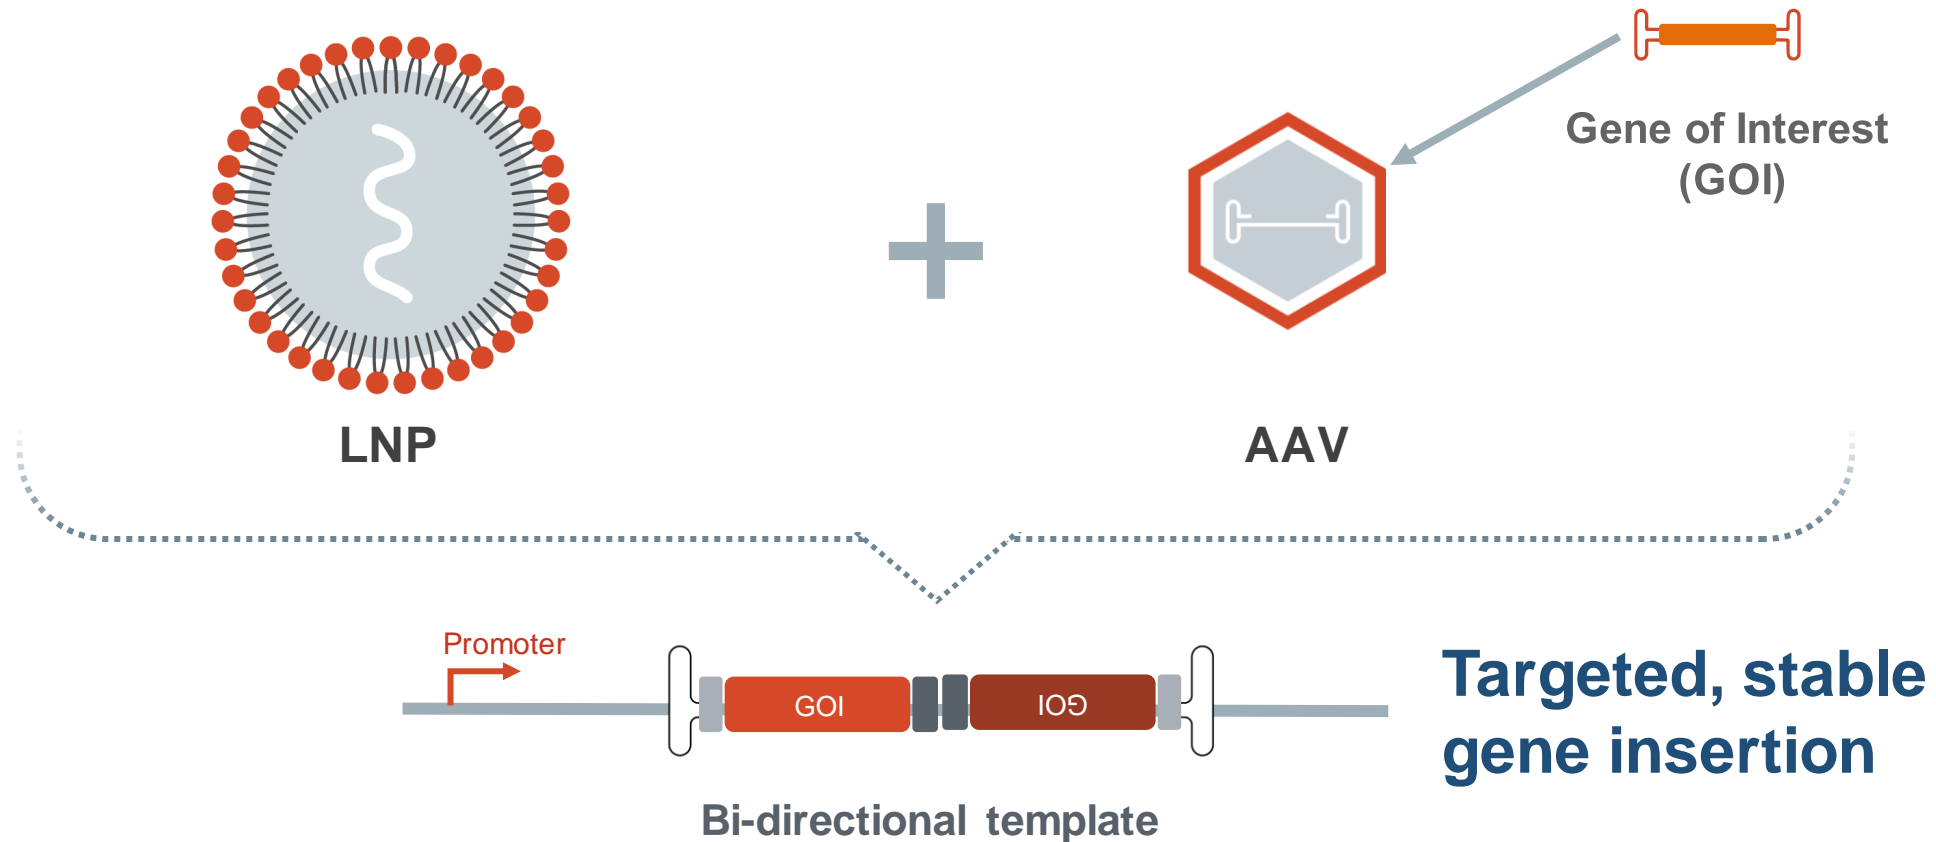 Gene of Interest
(GOI)
LNP
AAV
Promoter
GOI
GOI
Targeted, stable
gene insertion
Bi-directional template